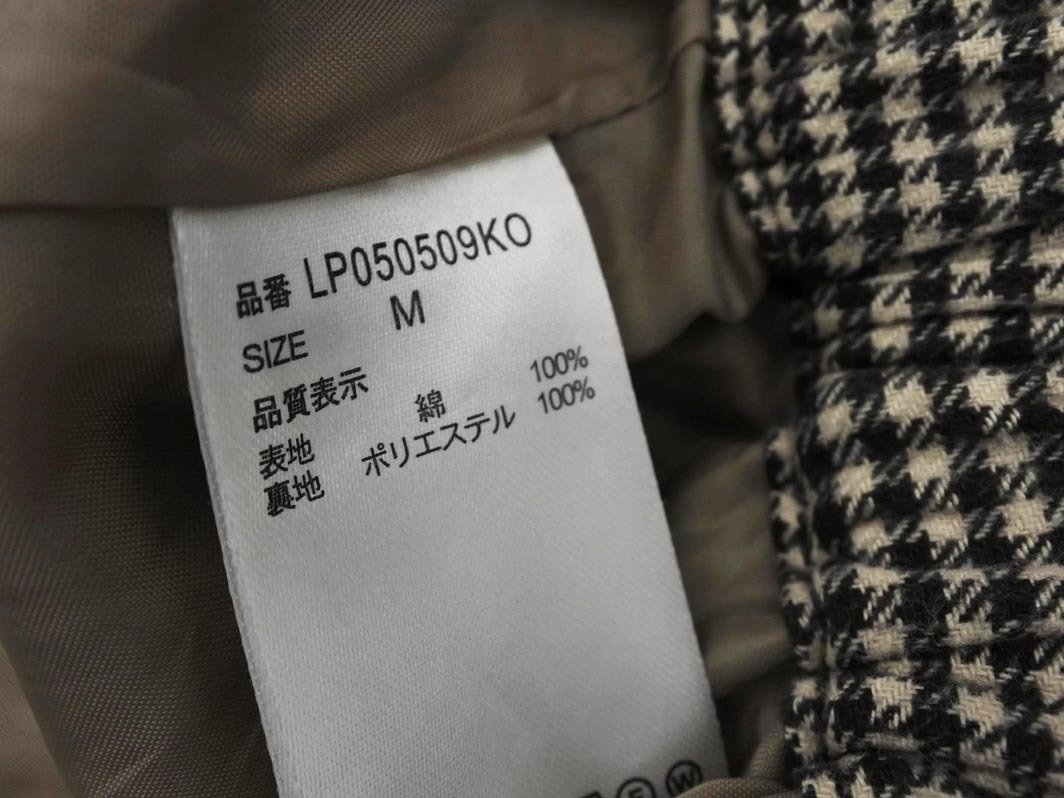 品番 LP050509KO
SIZE M
品質表示
表地 綿 100%
裏地 ポリエステル 100%
F W